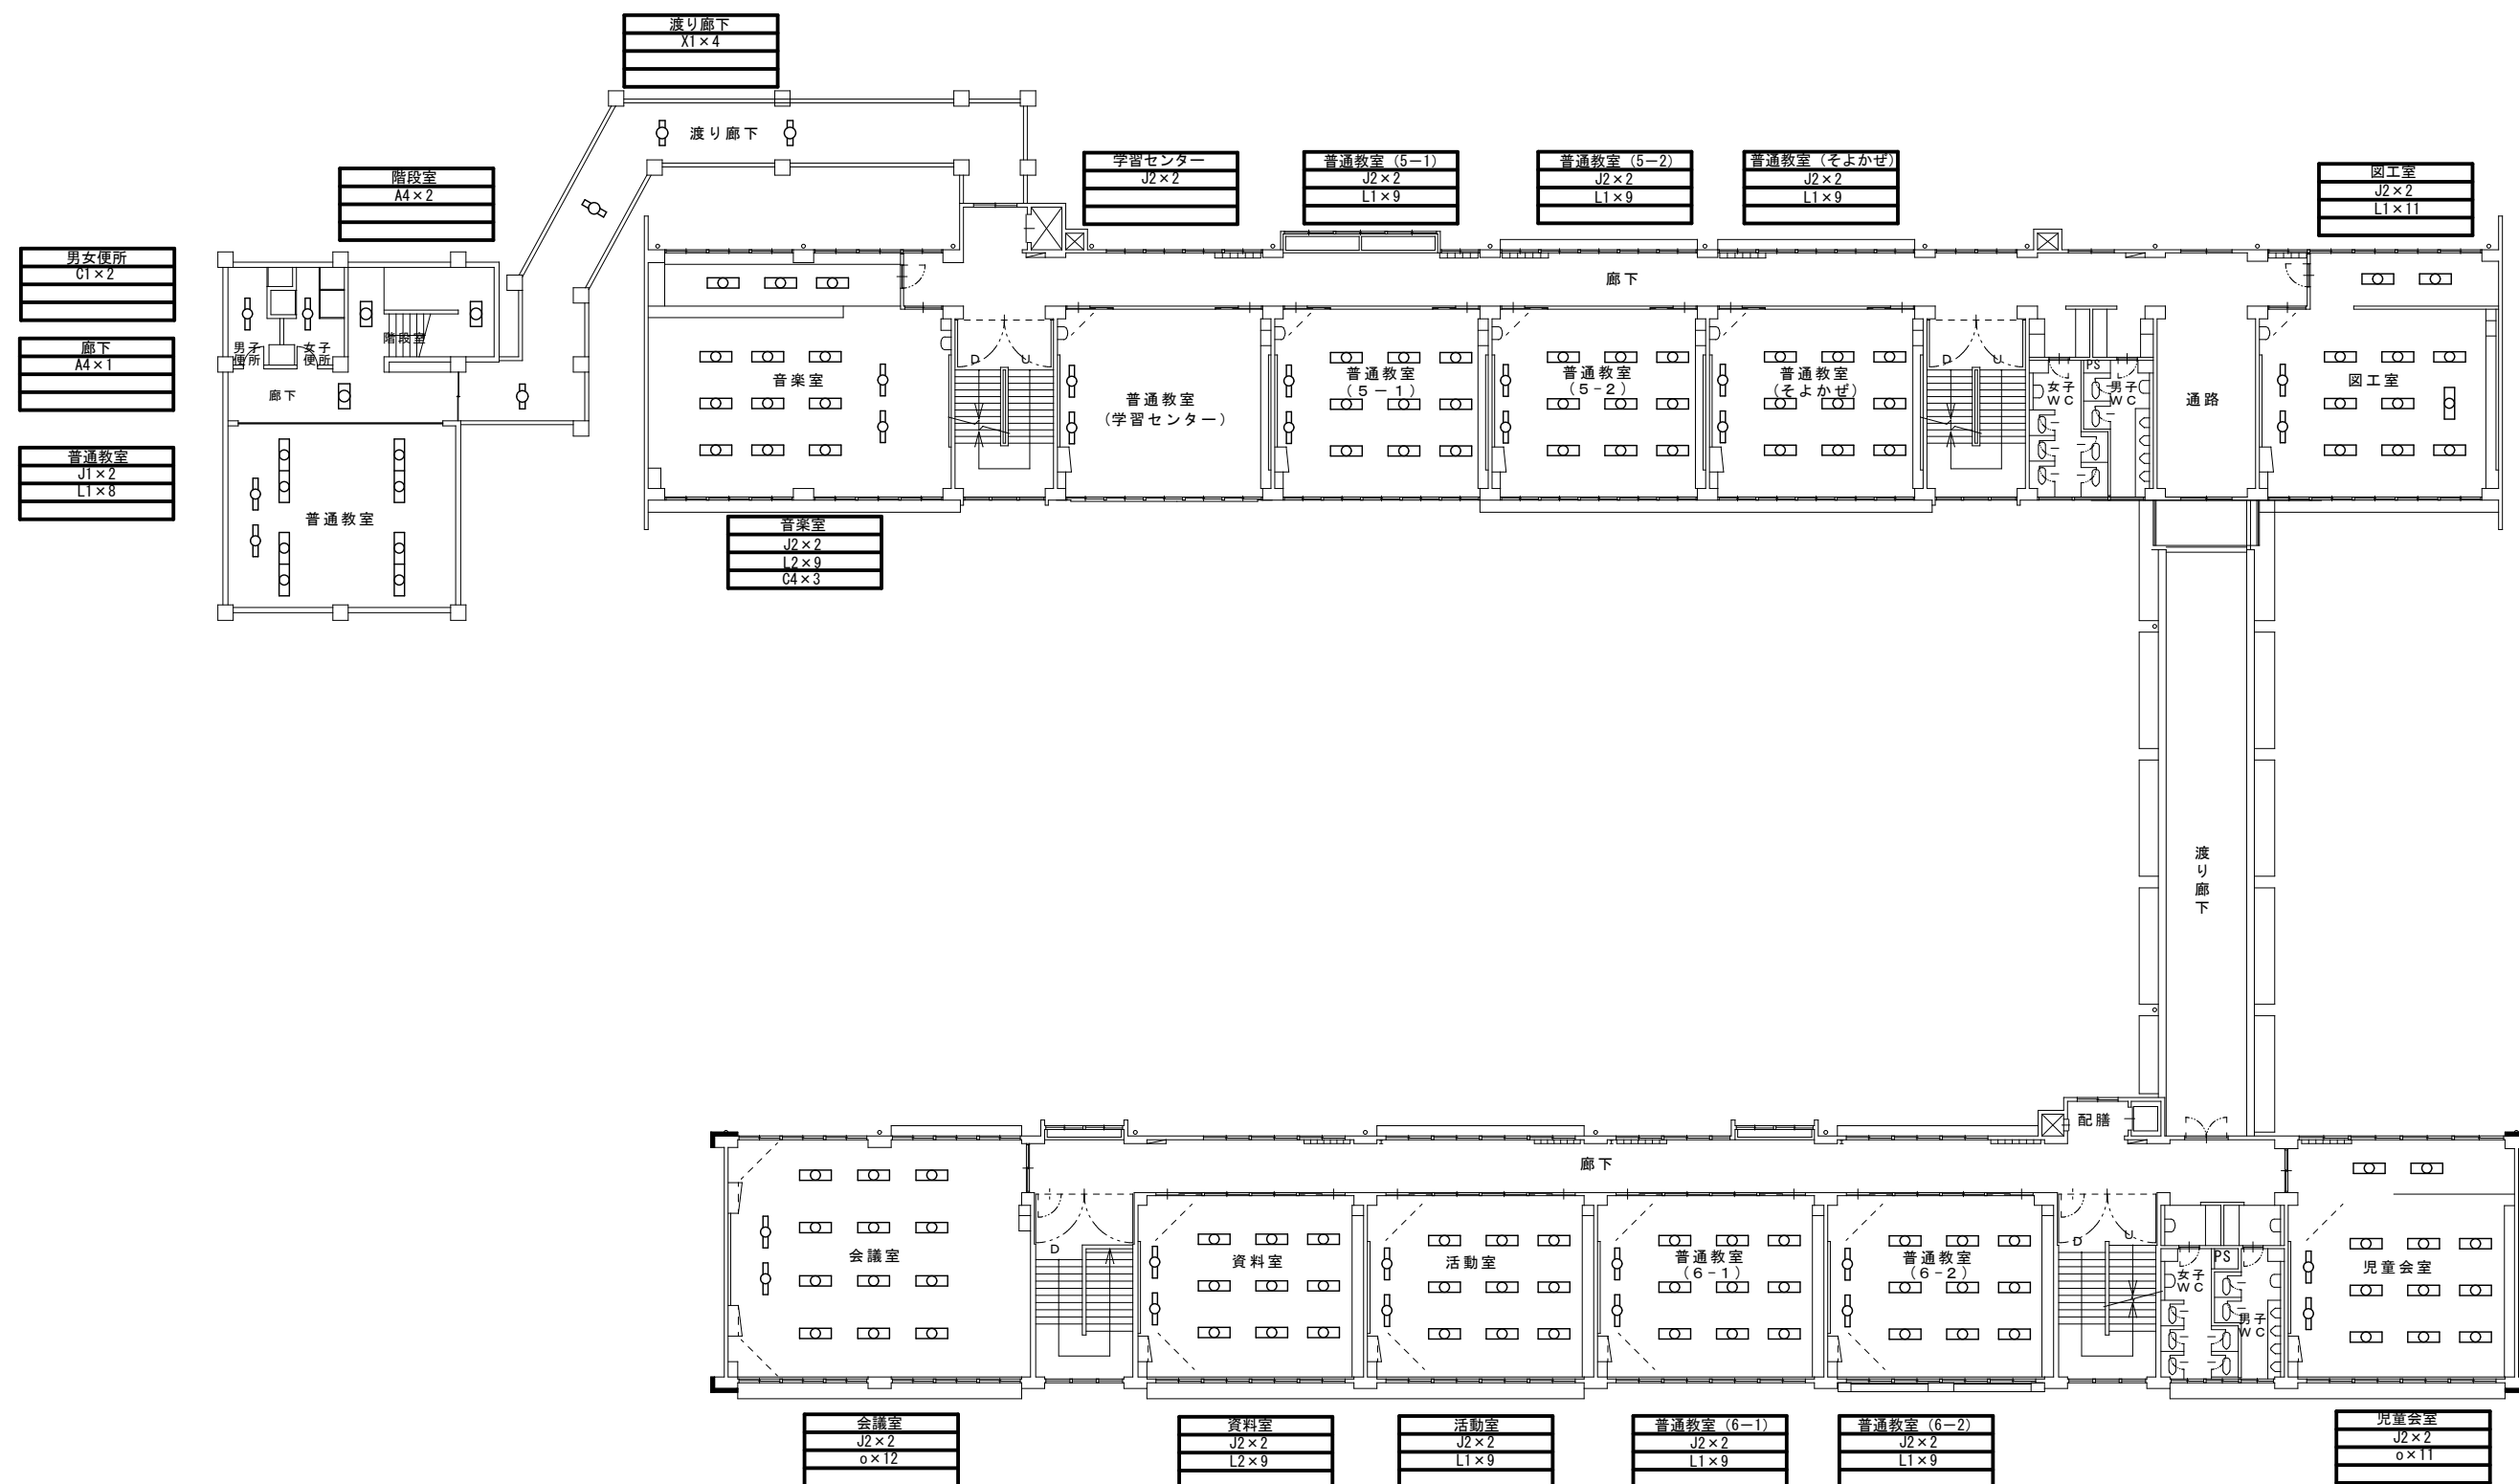 渡り廊下
X1×4
渡り廊下
階段室
A4×2
学習センター
J2×2
普通教室(5−1)
J2×2
L1×9
普通教室(5−2)
J2×2
L1×9
普通教室(そよかぜ)
J2×2
L1×9
図工室
J2×2
L1×11
男女便所
C1×2
廊下
A4×1
普通教室
J1×2
L1×8
男子
便所
女子
便所
階段室
廊下
普通教室
音楽室
D
U
普通教室
(学習センター)
廊下
普通教室
(5−1)
普通教室
(5-2)
普通教室
(そよかぜ)
D
U
女子
WC
PS
男子
WC
通路
図工室
音楽室
J2×2
L2×9
C4×3
渡り廊下
配膳
廊下
会議室
D
資料室
活動室
普通教室
(6-1)
普通教室
(6-2)
D
U
女子
WC
PS
男子
WC
児童会室
会議室
J2×2
o×12
資料室
J2×2
L2×9
活動室
J2×2
L1×9
普通教室(6−1)
J2×2
L1×9
普通教室(6−2)
J2×2
L1×9
児童会室
J2×2
o×11